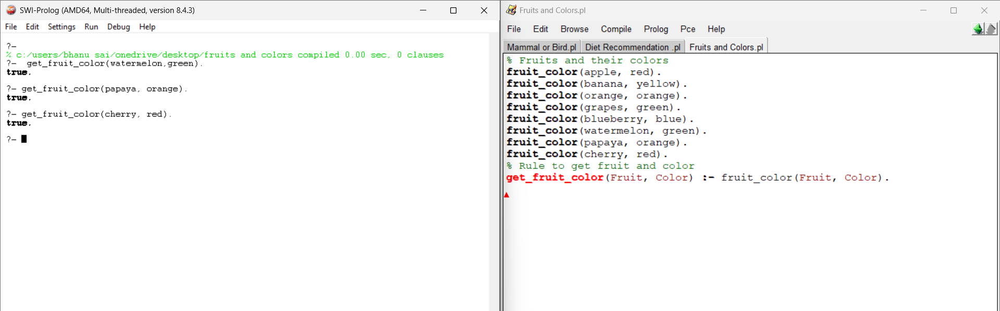 SWI-Prolog (AMD64, Multi-threaded, version 8.4.3)
File Edit Settings Run Debug Help
?-
% c:/users/bhanu sai/onedrive/desktop/fruits and colors compiled 0.00 sec, 0 clauses
?-  get_fruit_color(watermelon,green).
true.
?- get_fruit_color(papaya, orange).
true.
?- get_fruit_color(cherry, red).
true.
?-
Fruits and Colors.pl
File Edit Browse Compile Prolog Pce Help
Mammal or Bird.pl Diet Recommendation .pl Fruits and Colors.pl
% Fruits and their colors
fruit_color(apple, red).
fruit_color(banana, yellow).
fruit_color(orange, orange).
fruit_color(grapes, green).
fruit_color(blueberry, blue).
fruit_color(watermelon, green).
fruit_color(papaya, orange).
fruit_color(cherry, red).
% Rule to get fruit and color
get_fruit_color(Fruit, Color) :- fruit_color(Fruit, Color).